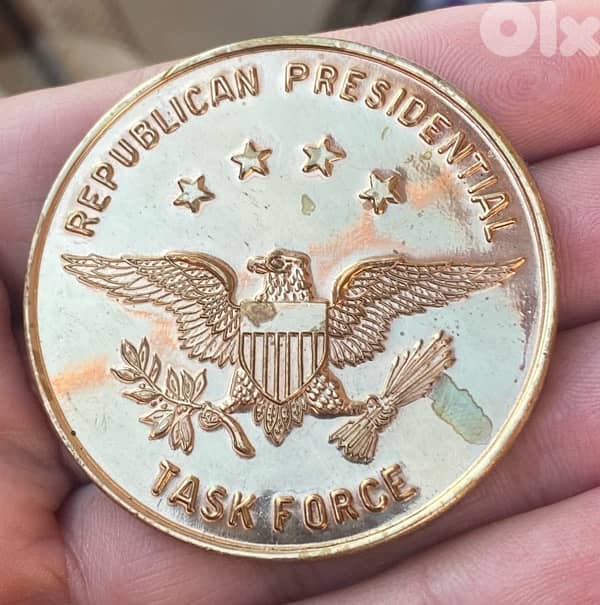 Olx
REPUBLICAN PRESIDENTIAL
TASK FORCE